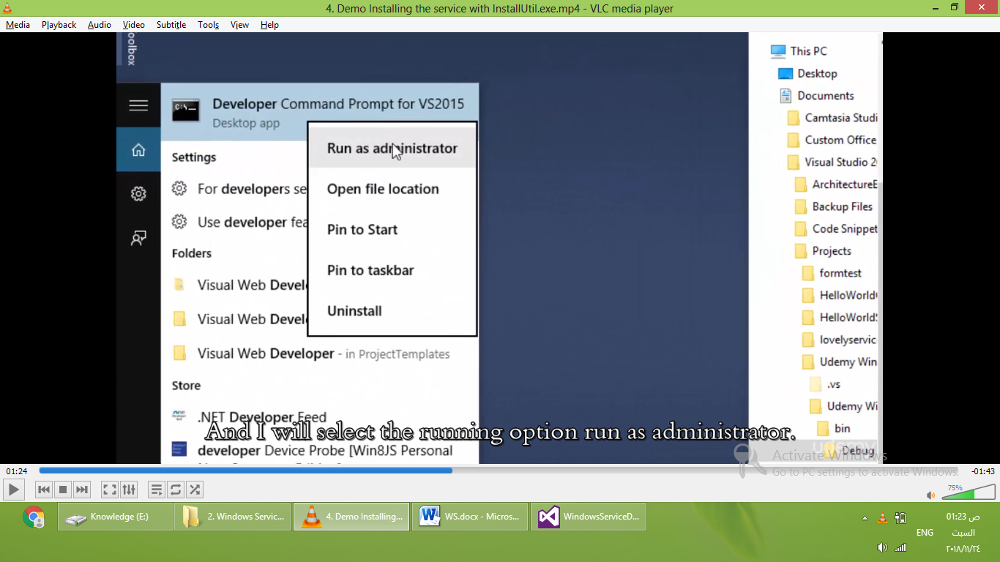 4. Demo Installing the service with InstallUtil.exe.mp4 - VLC media player
Media Playback Audio Video Subtitle Tools View Help
Toolbox
Developer Command Prompt for VS2015
Desktop app
Run as administrator
Open file location
Pin to Start
Pin to taskbar
Uninstall
Settings
For developers se
Use developer fea
Folders
Visual Web Devel
Visual Web Devel
Visual Web Developer - in ProjectTemplates
Store
.NET Developer Feed
developer Device Probe [Win8JS Personal
This PC
Desktop
Documents
Camtasia Studi
Custom Office
Visual Studio 20
ArchitectureE
Backup Files
Code Snippet
Projects
formtest
HelloWorld
HelloWorldS
lovelyservic
Udemy Win
.vs
Udemy Wi
bin
Debug
udemy
And I will select the running option run as administrator.
Activate Windows
Go to PC settings to activate Windows.
01:24
-01:43
75%
Knowledge (E:)
2. Windows Servic...
4. Demo Installing...
WS.docx - Micros...
WindowsServiceD...
ENG
01:23 ص
السبت
٢٠١٨/١١/٢٤